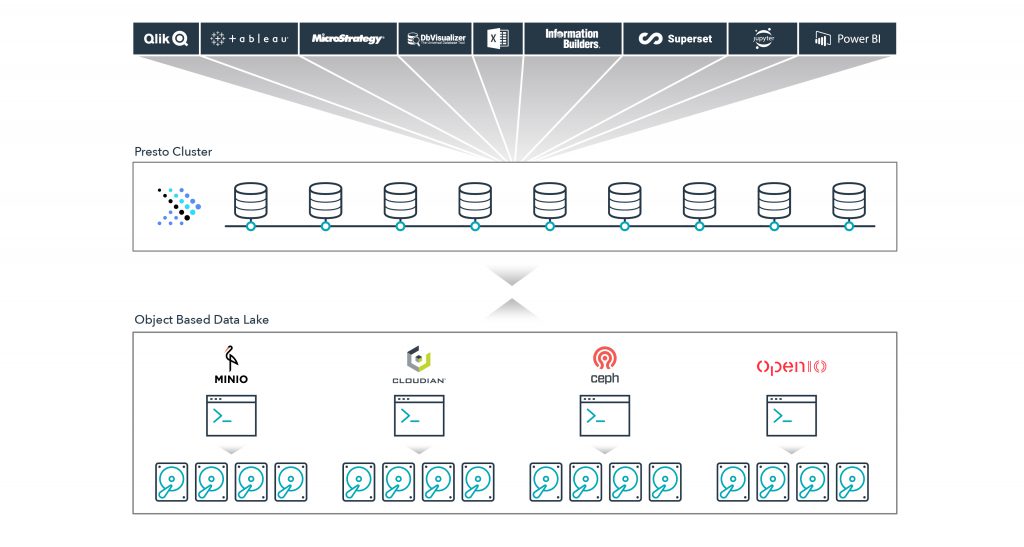 Qlik
+ a b l e a u
MicroStrategy
DbVisualizer
The Universal Database Tool
Information
Builders
Superset
jupyter
Power BI
Presto Cluster
Object Based Data Lake
MINIO
CLOUDIAN
ceph
OPENIO